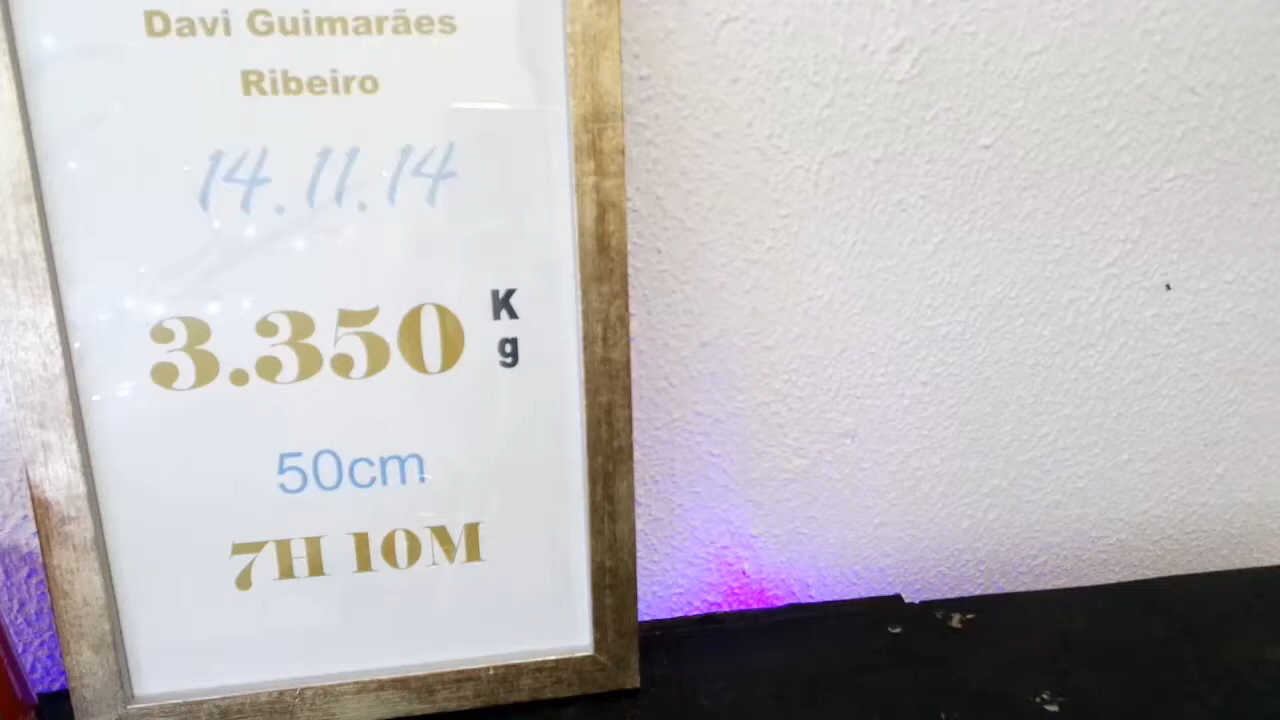 Davi Guimarães
Ribeiro
14.11.14
3.350 Kg
50cm
7H 10M